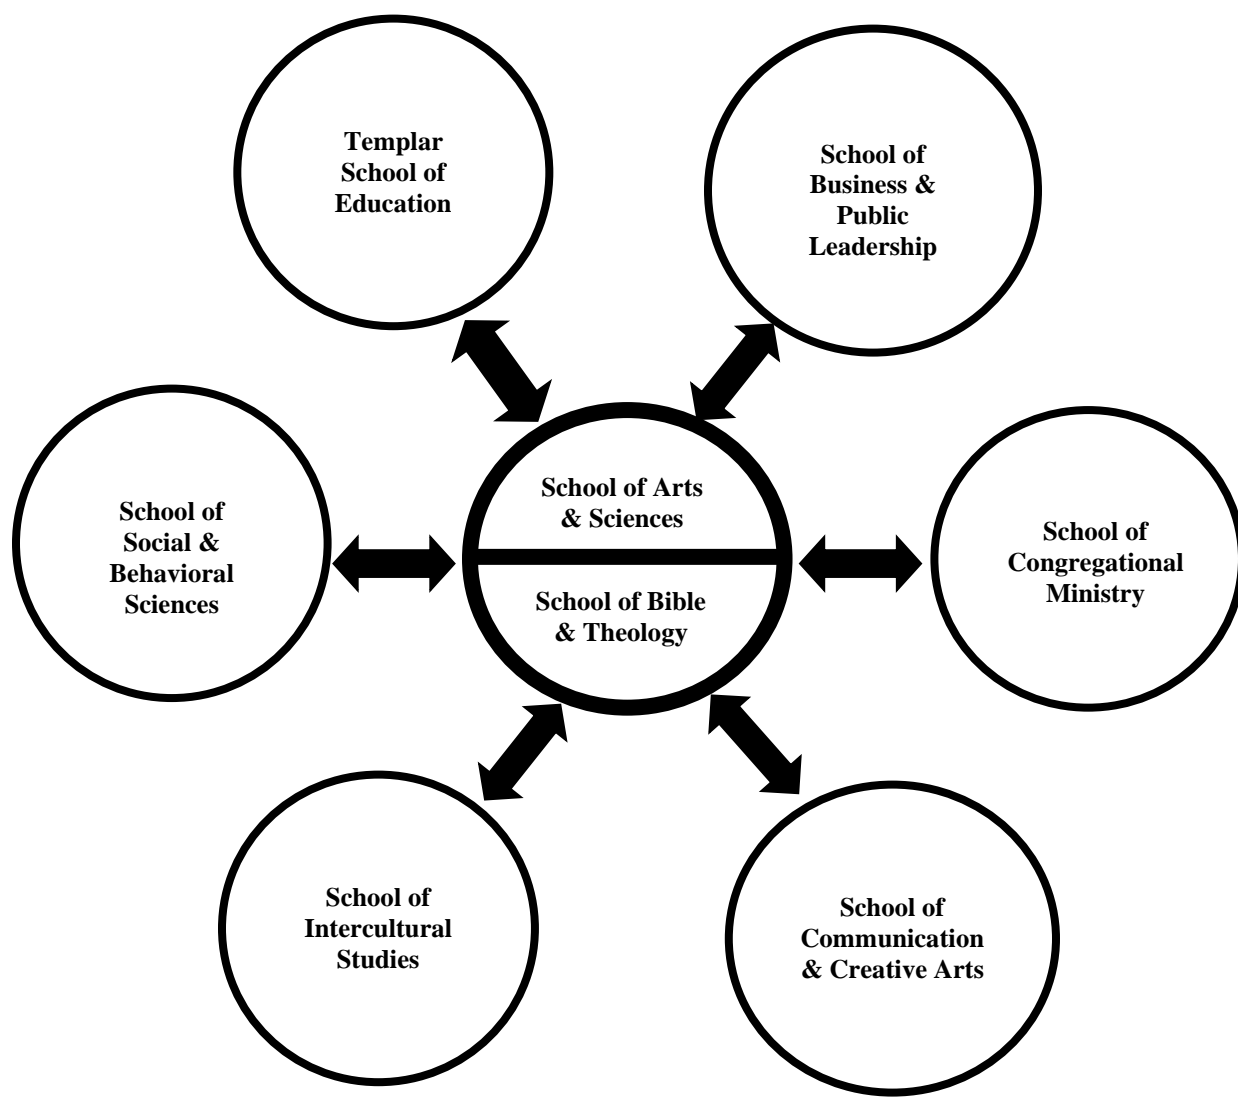 Templar
School of
Education
School of
Business &
Public
Leadership
School of
Social &
Behavioral
Sciences
School of Arts
& Sciences
School of Bible
& Theology
School of
Congregational
Ministry
School of
Intercultural
Studies
School of
Communication
& Creative Arts